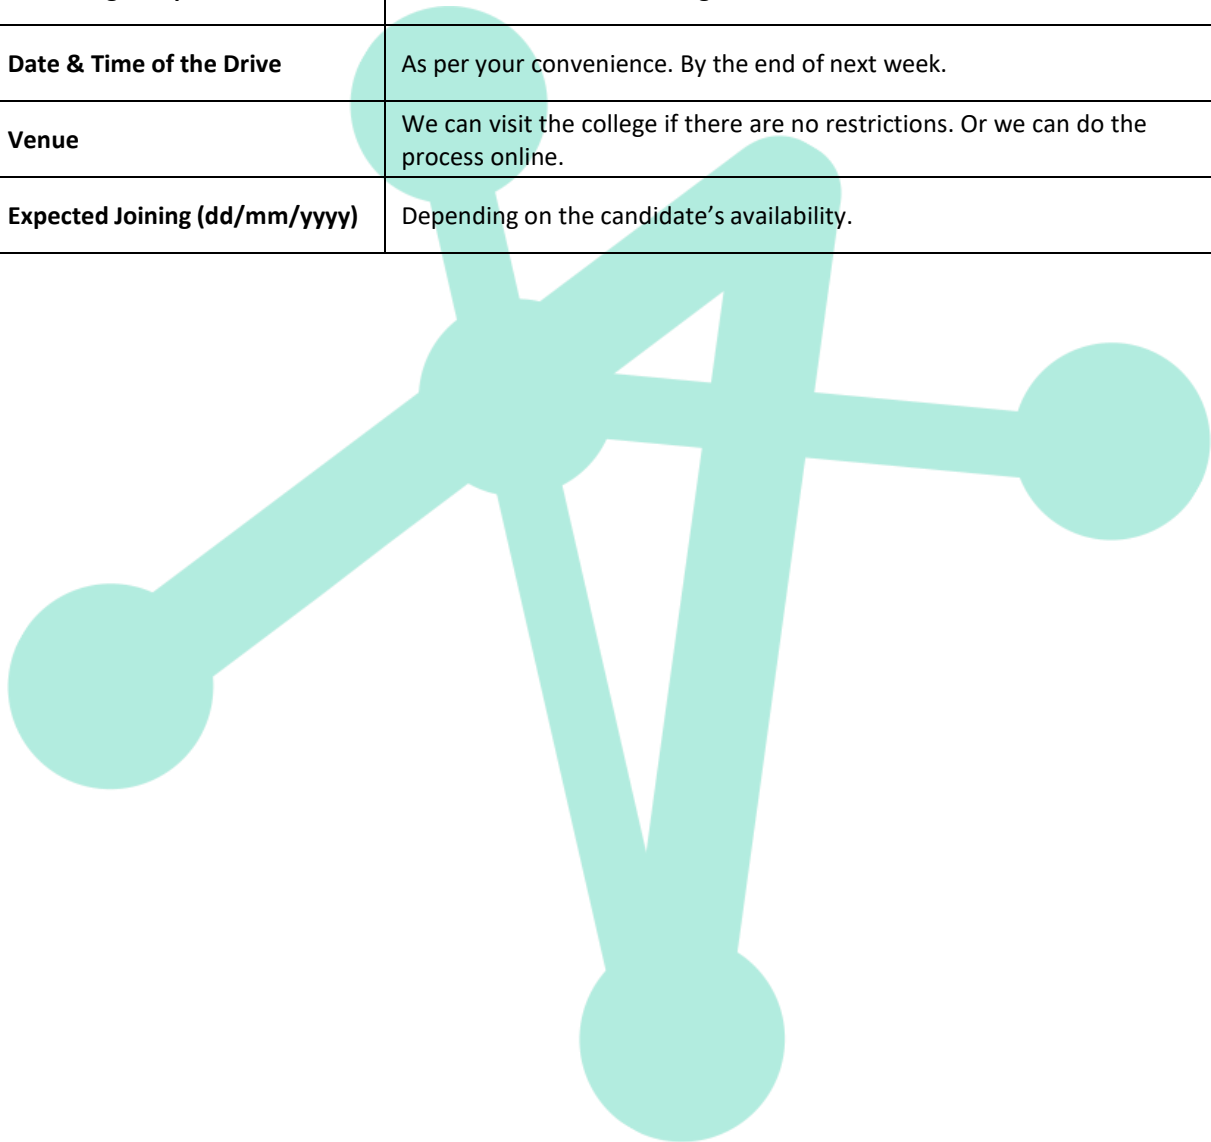 Date & Time of the Drive
As per your convenience. By the end of next week.
Venue
We can visit the college if there are no restrictions. Or we can do the
process online.
Expected Joining (dd/mm/yyyy)
Depending on the candidate’s availability.